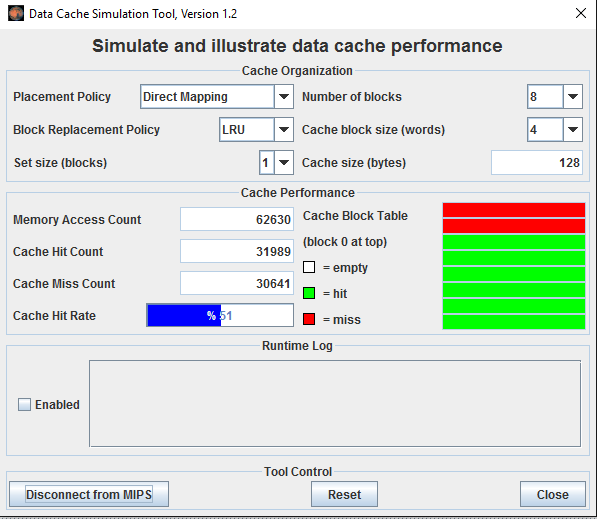 Data Cache Simulation Tool, Version 1.2
Simulate and illustrate data cache performance
Cache Organization
Placement Policy Direct Mapping Number of blocks 8
Block Replacement Policy LRU Cache block size (words) 4
Set size (blocks) 1 Cache size (bytes) 128
Cache Performance
Memory Access Count 62630 Cache Block Table
(block 0 at top)
Cache Hit Count 31989
= empty
Cache Miss Count 30641
= hit
Cache Hit Rate % 51
= miss
Runtime Log
Enabled
Tool Control
Disconnect from MIPS Reset Close